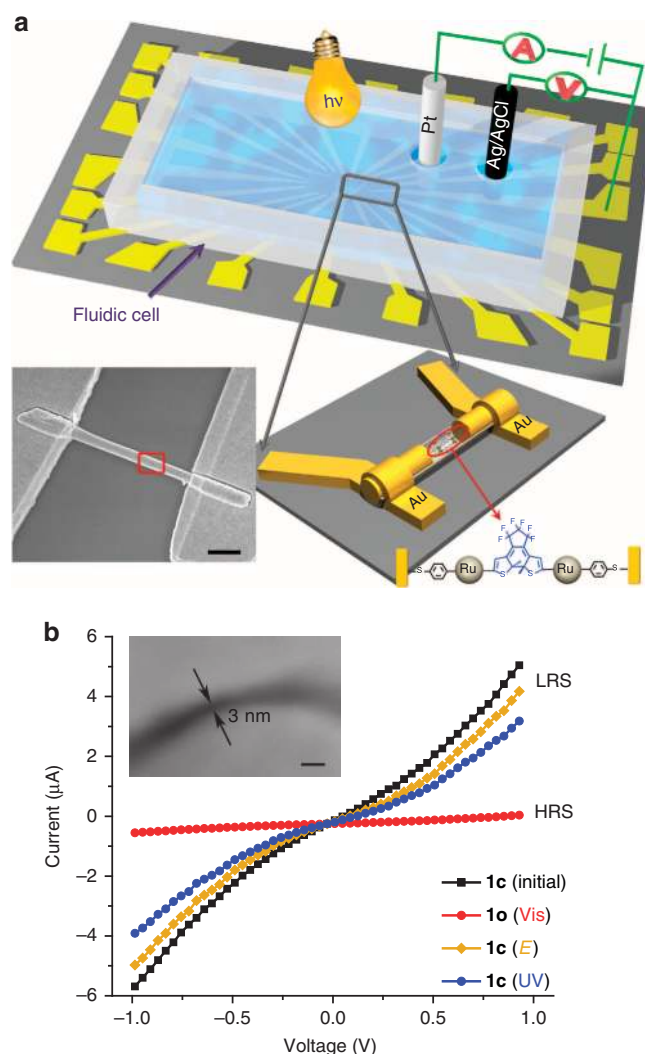 a
A
V
hν
Pt
Ag/AgCl
Fluidic cell
Au
Au
F F
F F
F F
S S
S Ru Ru S
b
6
4
2
0
−2
−4
−6
Current (μA)
3 nm
LRS
HRS
1c (initial)
1o (Vis)
1c (E)
1c (UV)
−1.0 −0.5 0.0 0.5 1.0
Voltage (V)